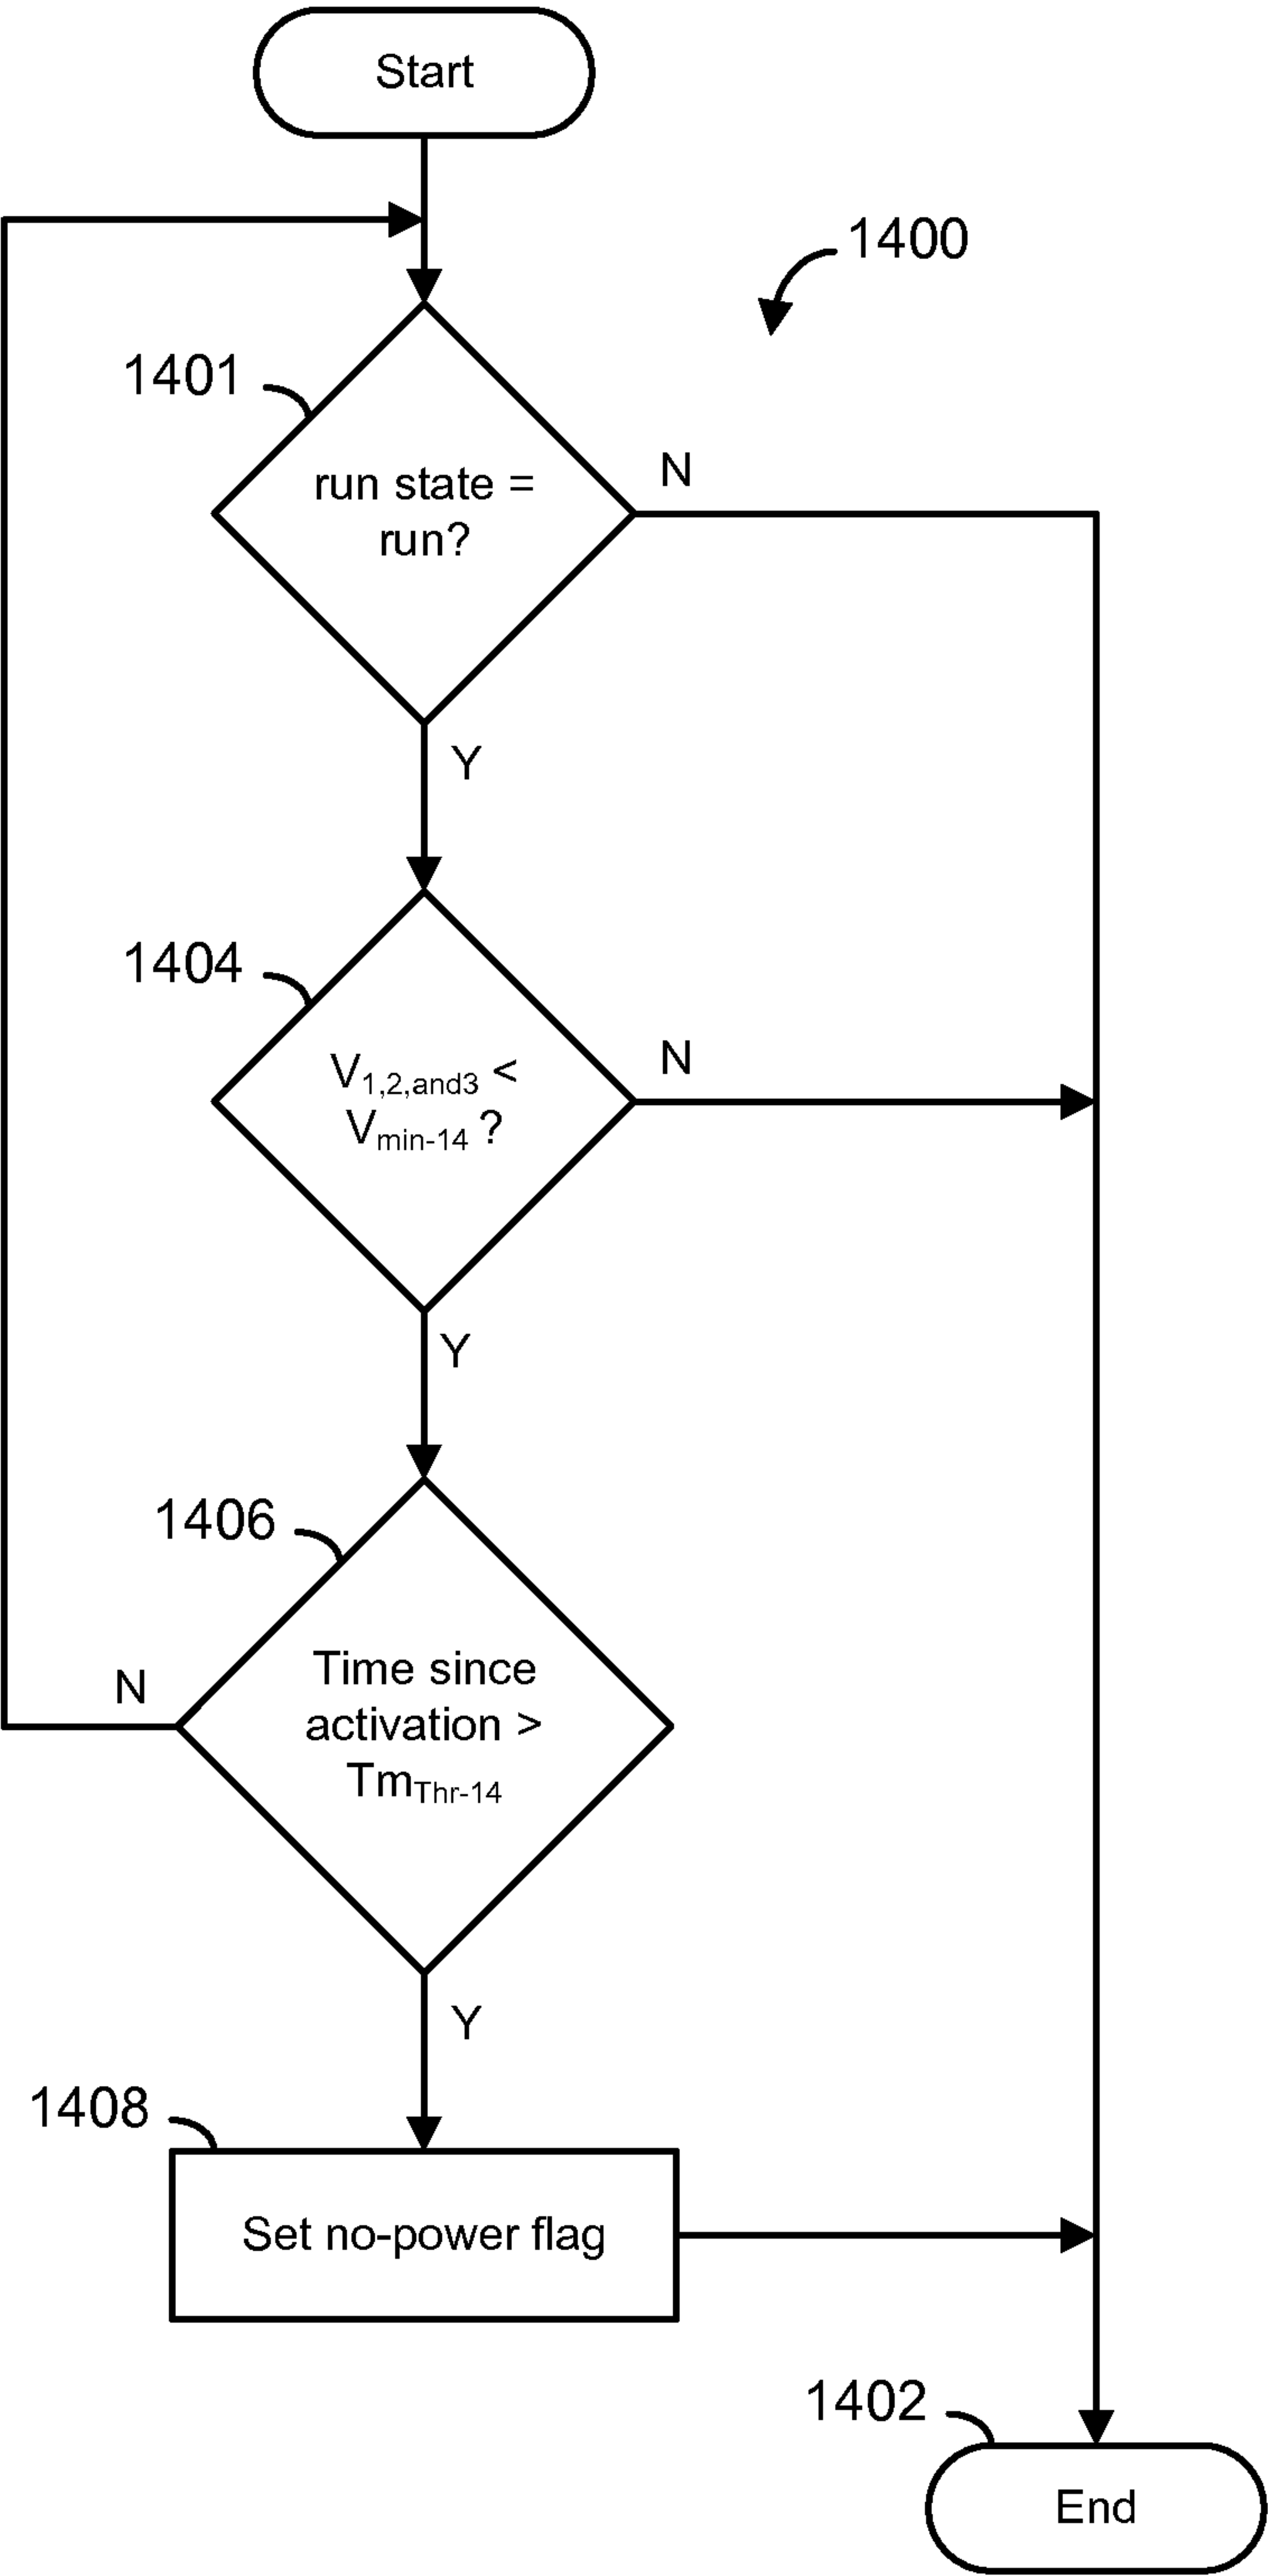 Start
1400
1401
run state =
run?
N
Y
1404
V1,2,and3 <
Vmin-14 ?
N
Y
1406
Time since
activation >
TmThr-14
N
Y
1408
Set no-power flag
1402
End